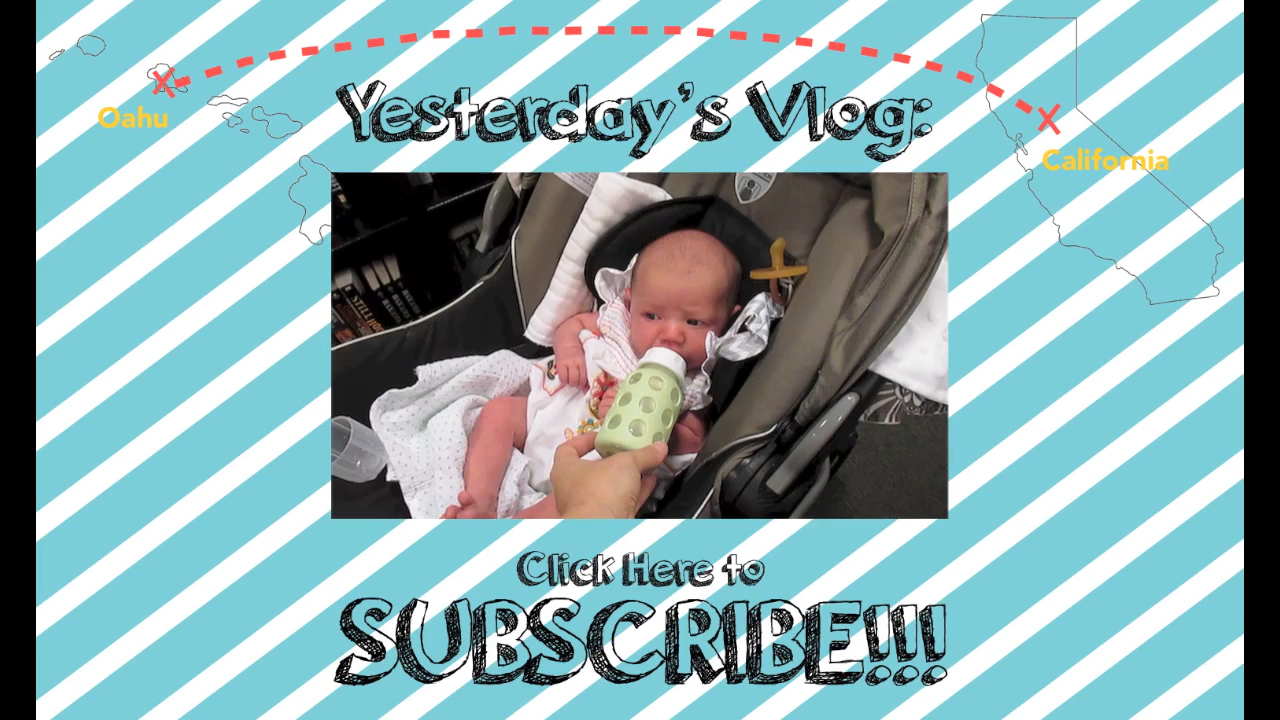 Yesterday's Vlog:
Oahu
California
Click Here to
SUBSCRIBE!!!